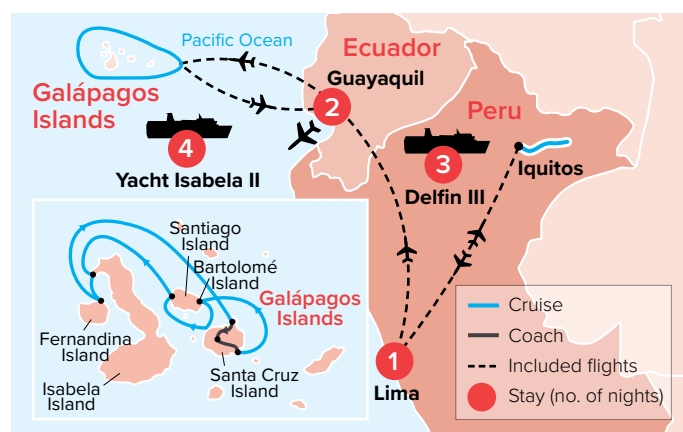 Pacific Ocean
Ecuador
Guayaquil
2
Galápagos
Islands
4
Yacht Isabela II
Peru
3
Delfin III
Iquitos
1
Lima
Santiago
Island
Bartolomé
Island
Galápagos
Islands
Fernandina
Island
Isabela
Island
Santa Cruz
Island
Cruise
Coach
Included flights
Stay (no. of nights)